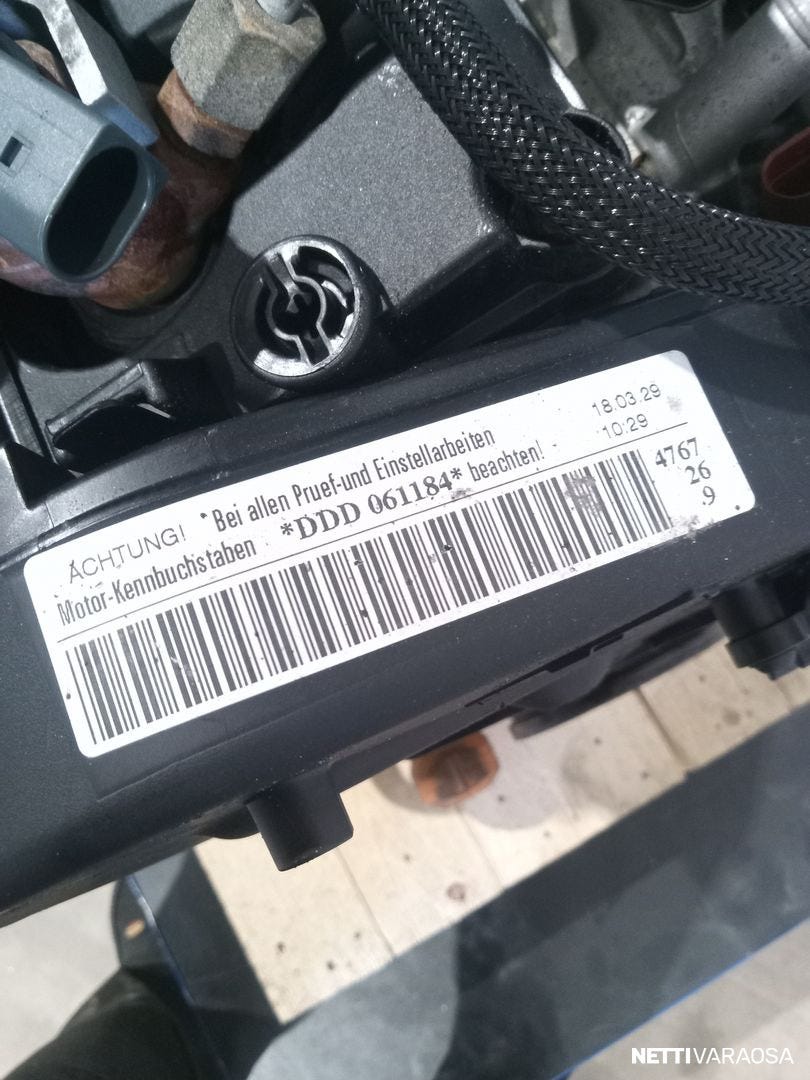 ACHTUNG! *Bei allen Pruef-und Einstellarbeiten
Motor-Kennbuchstaben *DDD 061184* beachten!
18.03.29
10:29
4767
26
9
NETTIVARAOSA